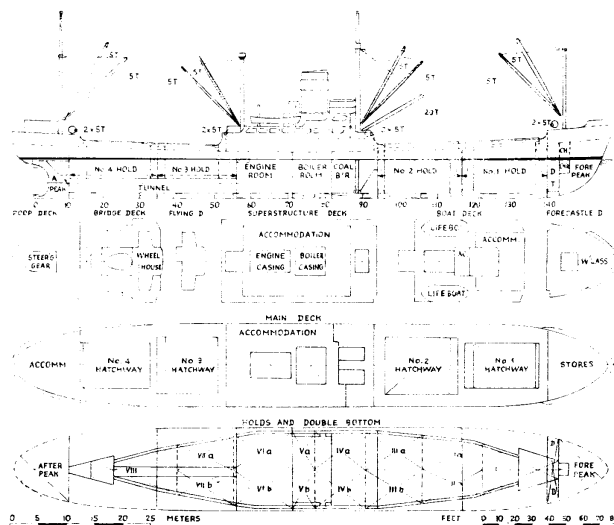 5T 5T 5T 5T 5T 5T
5T 5T 5T 20T
2×5T 2×5T 2×5T 2×5T
A PEAK No 4 HOLD No 3 HOLD ENGINE ROOM BOILER ROOM COAL B'R No 2 HOLD No 1 HOLD D T FORE PEAK
TUNNEL
0 10 20 30 40 50 60 70 80 90 100 110 120 130 140
POOP DECK BRIDGE DECK FLYING D SUPERSTRUCTURE DECK BOAT DECK FORECASTLE D
STEER'G GEAR WHEEL HOUSE ACCOMMODATION ENGINE CASING BOILER CASING LIFEBO ACCOMM LIFEBOAT W'LASS
MAIN DECK
ACCOMMODATION
ACCOMM No. 4 HATCHWAY No 3 HATCHWAY No.2 HATCHWAY No 1 HATCHWAY STORES
HOLDS AND DOUBLE BOTTOM
AFTER PEAK VIII VII a VI a V a IV a III a FORE PEAK
VII b VI b V b IV b III b
0 5 10 15 20 25 METERS FEET 0 10 20 30 40 50 60 70